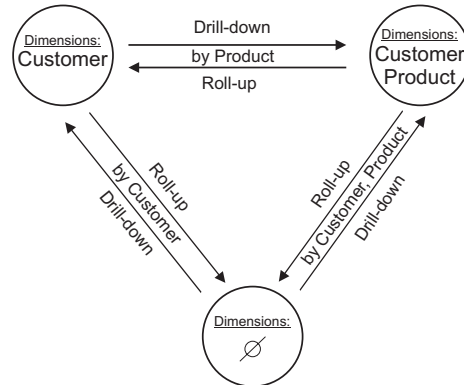 Dimensions:
Customer
Drill-down
by Product
Roll-up
Dimensions:
Customer
Product
Roll-up
by Customer
Drill-down
Roll-up
by Customer, Product
Drill-down
Dimensions:
∅